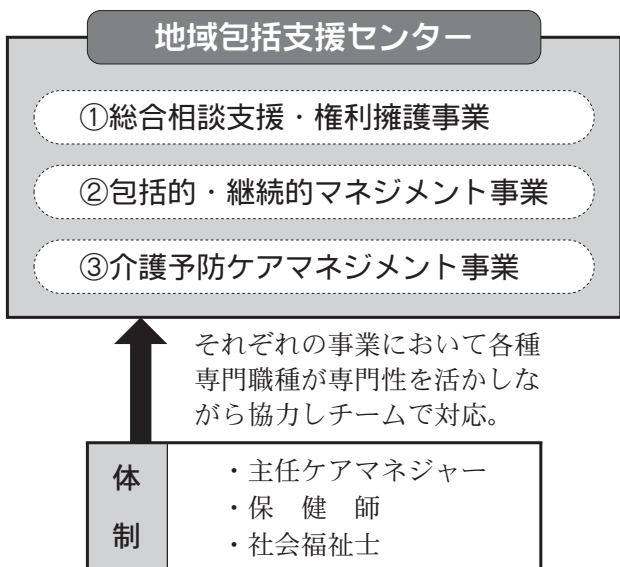 地域包括支援センター
①総合相談支援・権利擁護事業
②包括的・継続的マネジメント事業
③介護予防ケアマネジメント事業
それぞれの事業において各種
専門職種が専門性を活かしな
がら協力しチームで対応。
体制
・主任ケアマネジャー
・保　健　師
・社会福祉士